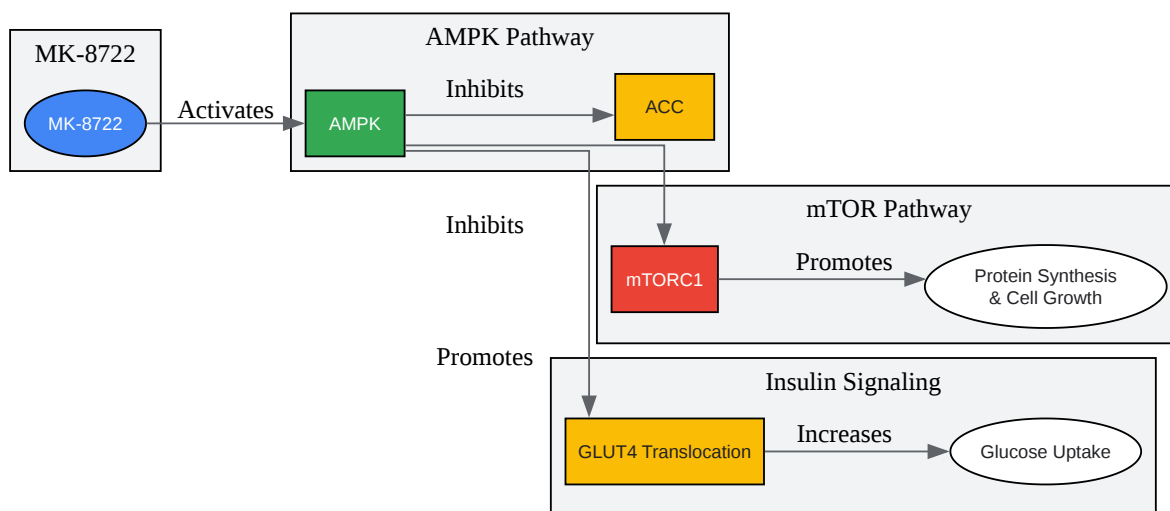 MK-8722
MK-8722
Activates
AMPK Pathway
AMPK
Inhibits
ACC
Inhibits
mTOR Pathway
mTORC1
Promotes
Protein Synthesis
& Cell Growth
Promotes
Insulin Signaling
GLUT4 Translocation
Increases
Glucose Uptake